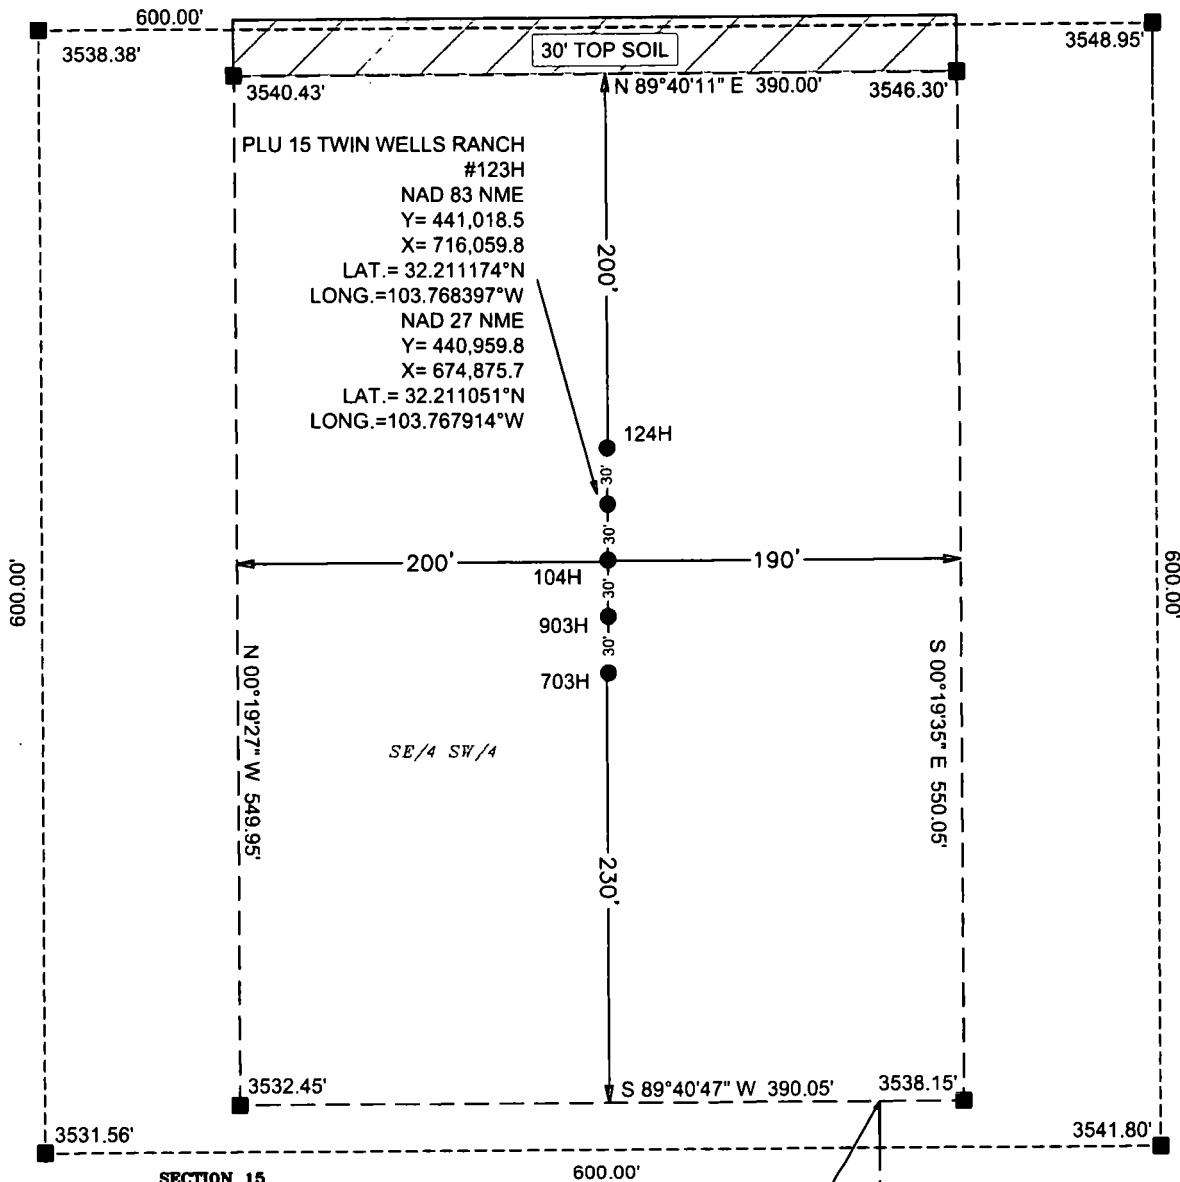 600.00'
3538.38'
3548.95'
30' TOP SOIL
3540.43'
N 89°40'11" E 390.00'
3546.30'
PLU 15 TWIN WELLS RANCH
#123H
NAD 83 NME
Y= 441,018.5
X= 716,059.8
LAT.= 32.211174°N
LONG.=103.768397°W
NAD 27 NME
Y= 440,959.8
X= 674,875.7
LAT.= 32.211051°N
LONG.=103.767914°W
200'
124H
30'
30'
200'
190'
104H
30'
903H
30'
703H
600.00'
600.00'
N 00°19'27" W 549.95'
S 00°19'35" E 550.05'
SE/4 SW/4
230'
3532.45'
S 89°40'47" W 390.05'
3538.15'
3531.56'
3541.80'
SECTION 15
600.00'